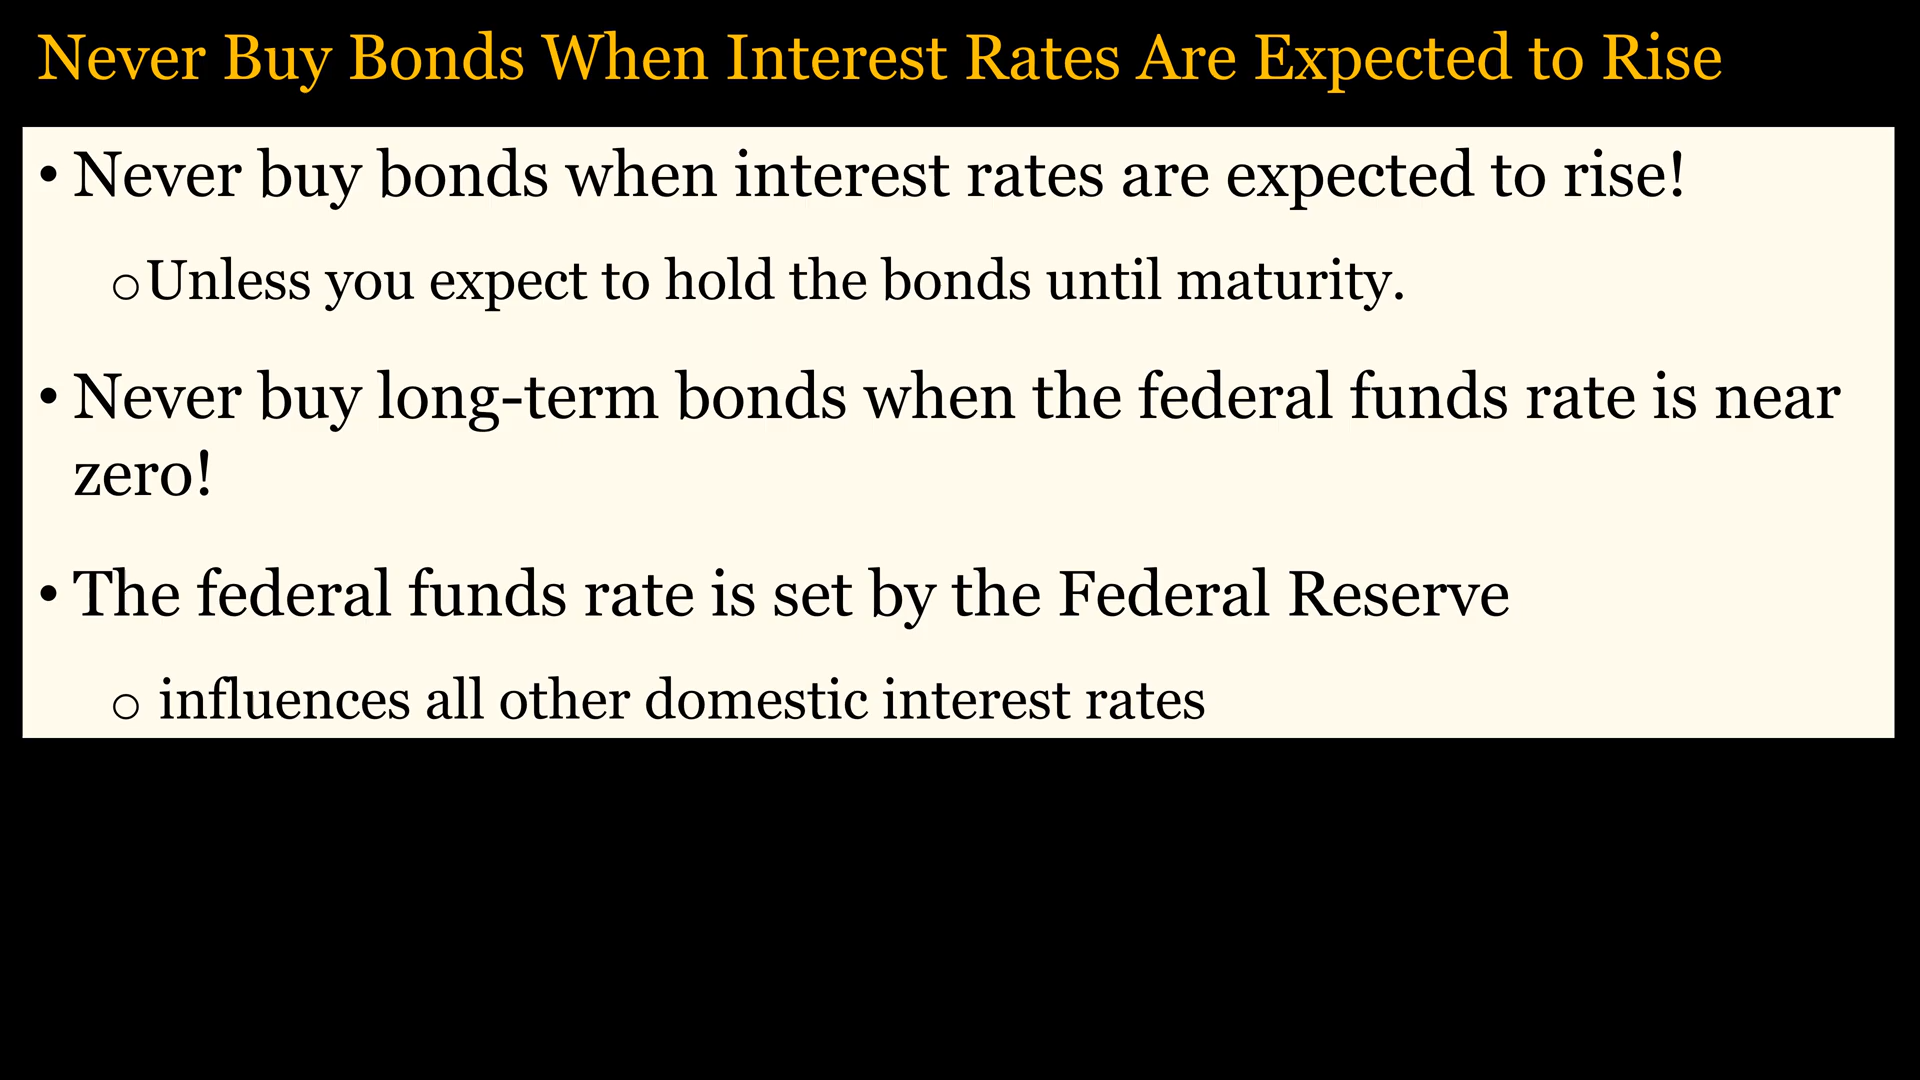 Never Buy Bonds When Interest Rates Are Expected to Rise
• Never buy bonds when interest rates are expected to rise!
○Unless you expect to hold the bonds until maturity.
• Never buy long-term bonds when the federal funds rate is near
zero!
• The federal funds rate is set by the Federal Reserve
○ influences all other domestic interest rates